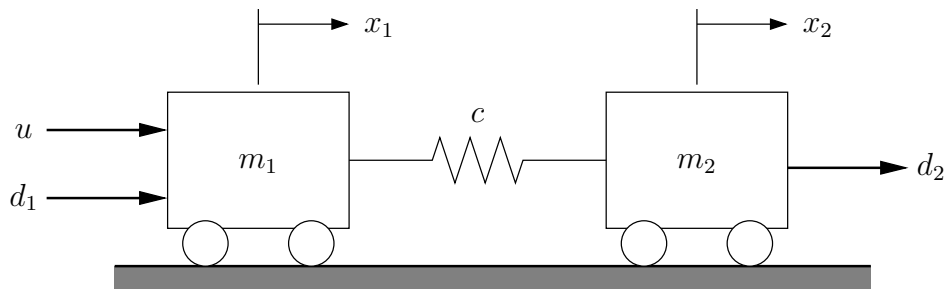 x₁
x₂
c
u
m₁
m₂
d₁
d₂